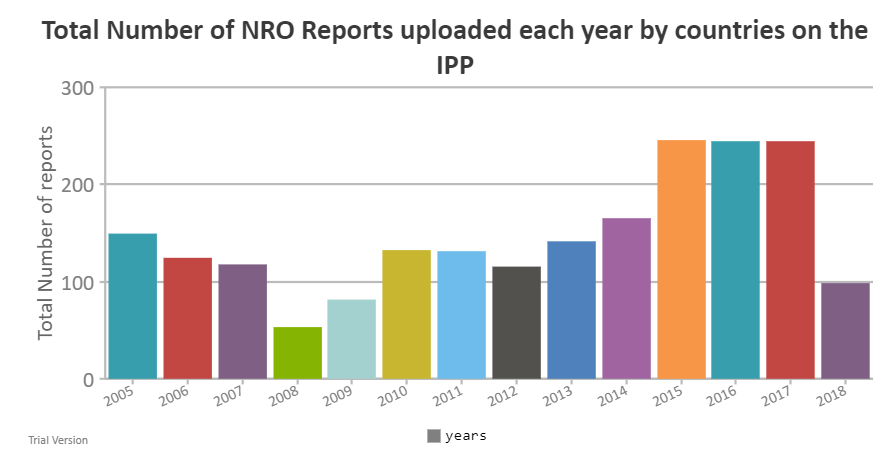 Total Number of NRO Reports uploaded each year by countries on the
IPP
Total Number of reports
300
200
100
0
2005 2006 2007 2008 2009 2010 2011 2012 2013 2014 2015 2016 2017 2018
years
Trial Version